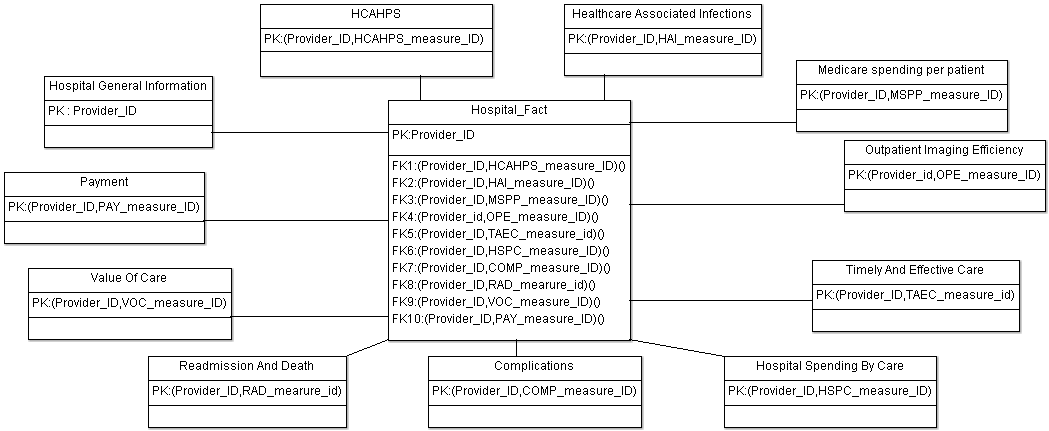 HCAHPS
PK:(Provider_ID,HCAHPS_measure_ID)
Healthcare Associated Infections
PK:(Provider_ID,HAI_measure_ID)
Hospital General Information
PK : Provider_ID
Medicare spending per patient
PK:(Provider_ID,MSPP_measure_ID)
Hospital_Fact
PK:Provider_ID
FK1:(Provider_ID,HCAHPS_measure_ID)()
FK2:(Provider_ID,HAI_measure_ID)()
FK3:(Provider_ID,MSPP_measure_ID)()
FK4:(Provider_id,OPE_measure_ID)()
FK5:(Provider_ID,TAEC_measure_id)()
FK6:(Provider_ID,HSPC_measure_ID)()
FK7:(Provider_ID,COMP_measure_ID)()
FK8:(Provider_ID,RAD_mearure_id)()
FK9:(Provider_ID,VOC_measure_ID)()
FK10:(Provider_ID,PAY_measure_ID)()
Outpatient Imaging Efficiency
PK:(Provider_id,OPE_measure_ID)
Payment
PK:(Provider_ID,PAY_measure_ID)
Value Of Care
PK:(Provider_ID,VOC_measure_ID)
Timely And Effective Care
PK:(Provider_ID,TAEC_measure_id)
Readmission And Death
PK:(Provider_ID,RAD_mearure_id)
Complications
PK:(Provider_ID,COMP_measure_ID)
Hospital Spending By Care
PK:(Provider_ID,HSPC_measure_ID)